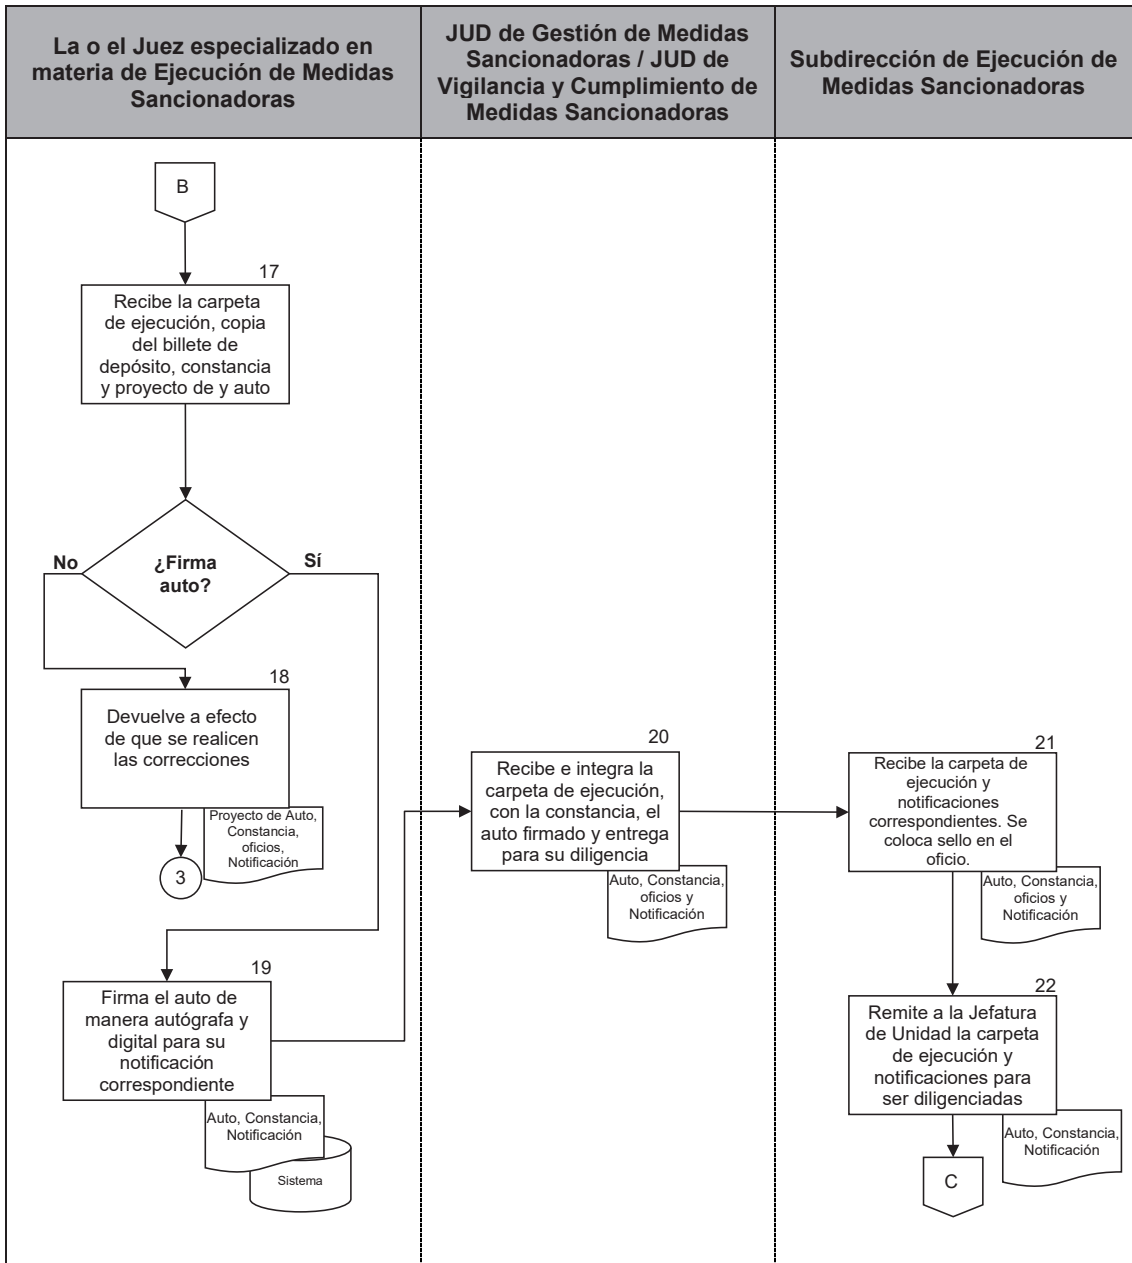 La o el Juez especializado en
materia de Ejecución de Medidas
Sancionadoras
JUD de Gestión de Medidas
Sancionadoras / JUD de
Vigilancia y Cumplimiento de
Medidas Sancionadoras
Subdirección de Ejecución de
Medidas Sancionadoras
B
17
Recibe la carpeta
de ejecución, copia
del billete de
depósito, constancia
y proyecto de y auto
No
¿Firma
auto?
Sí
18
Devuelve a efecto
de que se realicen
las correcciones
Proyecto de Auto,
Constancia,
oficios,
Notificación
3
19
Firma el auto de
manera autógrafa y
digital para su
notificación
correspondiente
Auto, Constancia,
Notificación
Sistema
20
Recibe e integra la
carpeta de ejecución,
con la constancia, el
auto firmado y entrega
para su diligencia
Auto, Constancia,
oficios y
Notificación
21
Recibe la carpeta de
ejecución y
notificaciones
correspondientes. Se
coloca sello en el
oficio.
Auto, Constancia,
oficios y
Notificación
22
Remite a la Jefatura
de Unidad la carpeta
de ejecución y
notificaciones para
ser diligenciadas
Auto, Constancia,
Notificación
C